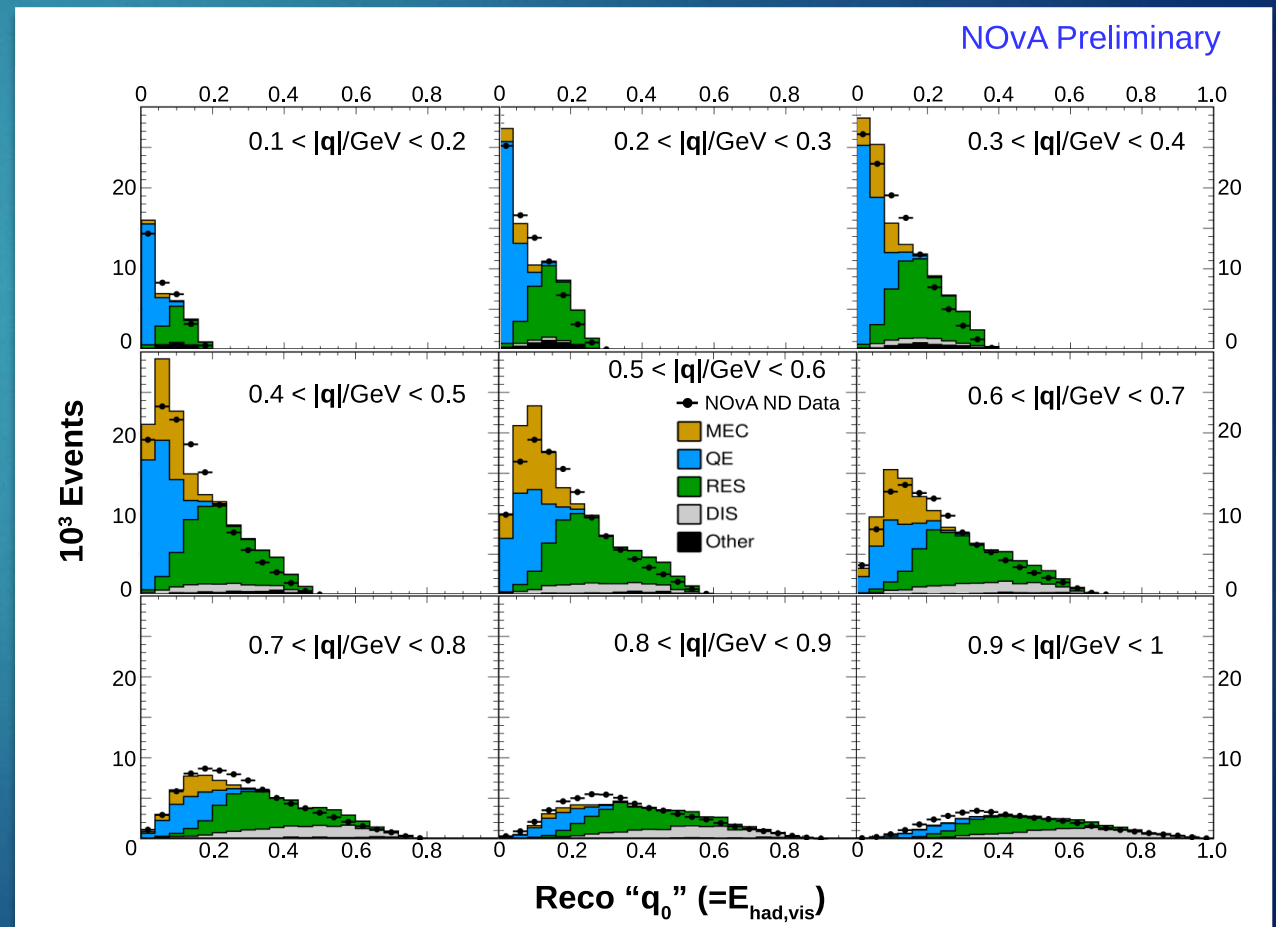 NOvA Preliminary
0 0.2 0.4 0.6 0.8 0 0.2 0.4 0.6 0.8 0 0.2 0.4 0.6 0.8 1.0
0.1 < |q|/GeV < 0.2
0.2 < |q|/GeV < 0.3
0.3 < |q|/GeV < 0.4
20 20
10 10
0 0
0.4 < |q|/GeV < 0.5
0.5 < |q|/GeV < 0.6
0.6 < |q|/GeV < 0.7
NOvA ND Data
MEC
QE
RES
DIS
Other
20 20
10 10
0 0
10³ Events
0.7 < |q|/GeV < 0.8
0.8 < |q|/GeV < 0.9
0.9 < |q|/GeV < 1
20 20
10 10
0 0.2 0.4 0.6 0.8 0 0.2 0.4 0.6 0.8 0 0.2 0.4 0.6 0.8 1.0
Reco “q₀” (=E_had,vis)